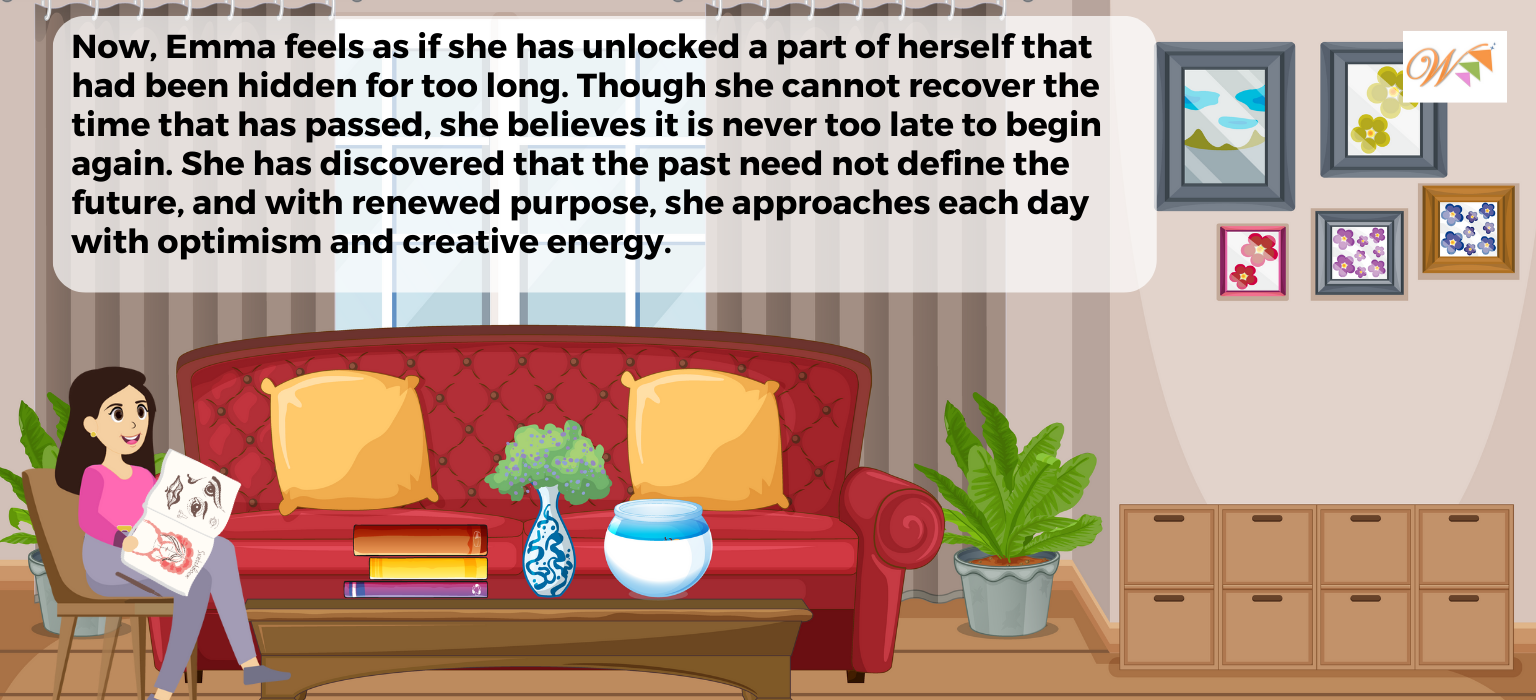 Now, Emma feels as if she has unlocked a part of herself that
had been hidden for too long. Though she cannot recover the
time that has passed, she believes it is never too late to begin
again. She has discovered that the past need not define the
future, and with renewed purpose, she approaches each day
with optimism and creative energy.
W